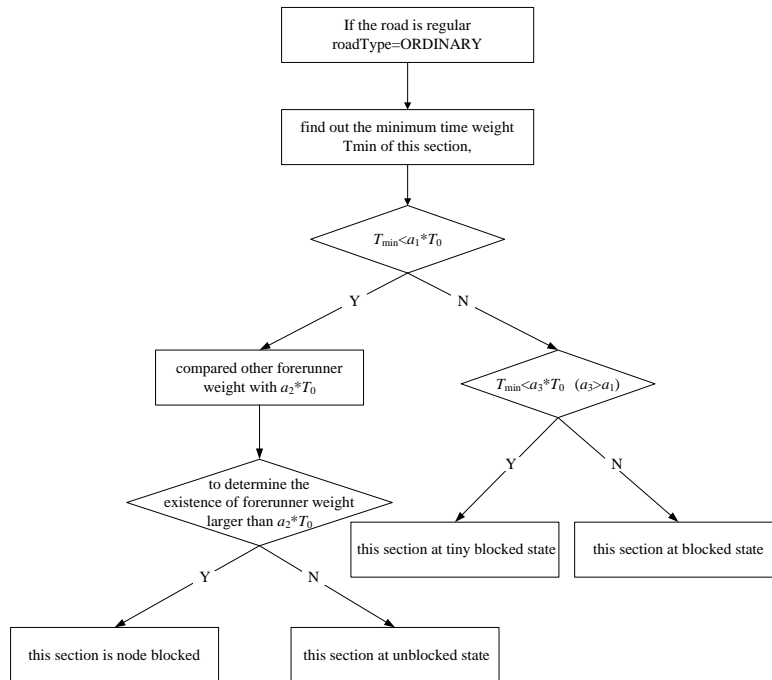 If the road is regular
roadType=ORDINARY
find out the minimum time weight
Tmin of this section,
Tmin<a1*T0
Y
N
compared other forerunner
weight with a2*T0
Tmin<a3*T0 (a3>a1)
to determine the
existence of forerunner weight
larger than a2*T0
Y
N
this section at tiny blocked state
this section at blocked state
Y
N
this section is node blocked
this section at unblocked state